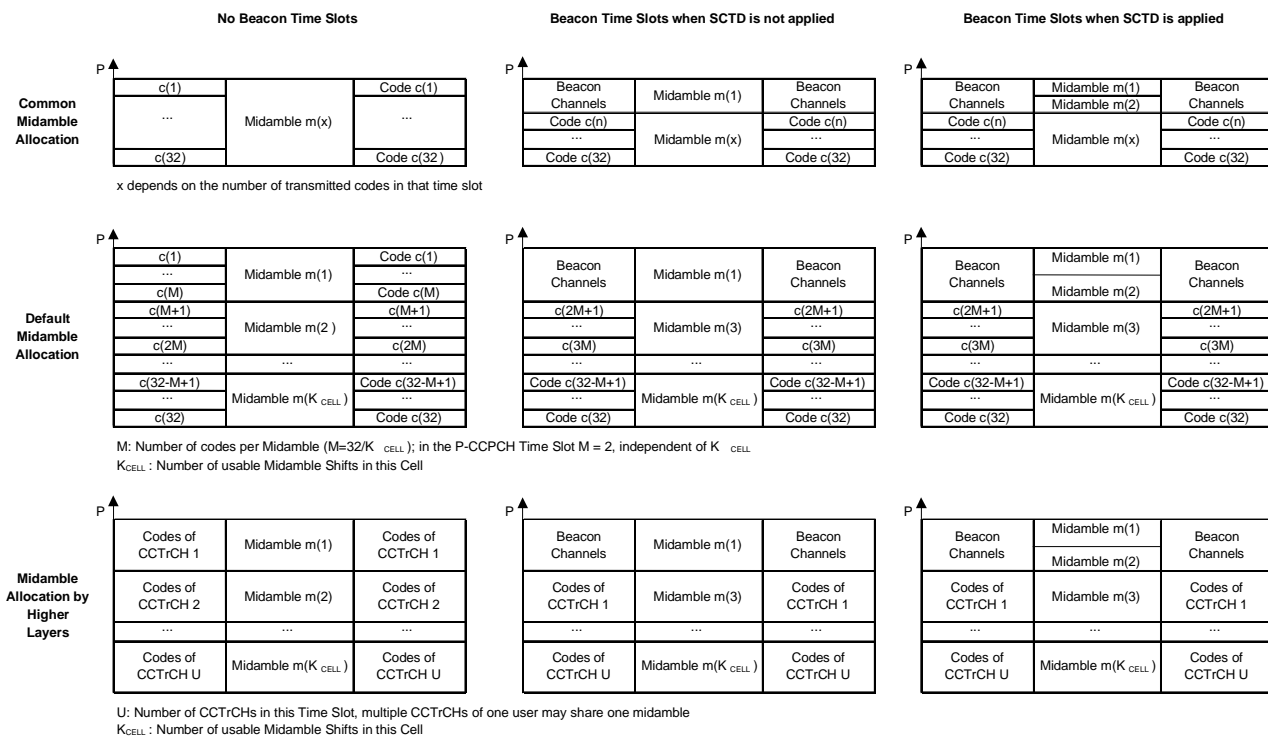 No Beacon Time Slots
Beacon Time Slots when SCTD is not applied
Beacon Time Slots when SCTD is applied
Common
Midamble
Allocation
P
c(1)
...
c(32)
Midamble m(x)
Code c(1)
...
Code c(32)
x depends on the number of transmitted codes in that time slot
P
Beacon
Channels
Code c(n)
...
Code c(32)
Midamble m(1)
Midamble m(x)
Beacon
Channels
Code c(n)
...
Code c(32)
P
Beacon
Channels
Code c(n)
...
Code c(32)
Midamble m(1)
Midamble m(2)
Midamble m(x)
Beacon
Channels
Code c(n)
...
Code c(32)
Default
Midamble
Allocation
P
c(1)
...
c(M)
c(M+1)
...
c(2M)
...
c(32-M+1)
...
c(32)
Midamble m(1)
Midamble m(2 )
...
Midamble m(K CELL )
Code c(1)
...
Code c(M)
c(M+1)
...
c(2M)
...
Code c(32-M+1)
...
Code c(32)
M: Number of codes per Midamble (M=32/K CELL ); in the P-CCPCH Time Slot M = 2, independent of K CELL
KCELL : Number of usable Midamble Shifts in this Cell
P
Beacon
Channels
c(2M+1)
...
c(3M)
...
Code c(32-M+1)
...
Code c(32)
Midamble m(1)
Midamble m(3)
...
Midamble m(K CELL )
Beacon
Channels
c(2M+1)
...
c(3M)
...
Code c(32-M+1)
...
Code c(32)
P
Beacon
Channels
c(2M+1)
...
c(3M)
...
Code c(32-M+1)
...
Code c(32)
Midamble m(1)
Midamble m(2)
Midamble m(3)
...
Midamble m(K CELL )
Beacon
Channels
c(2M+1)
...
c(3M)
...
Code c(32-M+1)
...
Code c(32)
Midamble
Allocation by
Higher
Layers
P
Codes of
CCTrCH 1
Codes of
CCTrCH 2
...
Codes of
CCTrCH U
Midamble m(1)
Midamble m(2)
...
Midamble m(K CELL )
Codes of
CCTrCH 1
Codes of
CCTrCH 2
...
Codes of
CCTrCH U
U: Number of CCTrCHs in this Time Slot, multiple CCTrCHs of one user may share one midamble
KCELL : Number of usable Midamble Shifts in this Cell
P
Beacon
Channels
Codes of
CCTrCH 1
...
Codes of
CCTrCH U
Midamble m(1)
Midamble m(3)
...
Midamble m(K CELL )
Beacon
Channels
Codes of
CCTrCH 1
...
Codes of
CCTrCH U
P
Beacon
Channels
Codes of
CCTrCH 1
...
Codes of
CCTrCH U
Midamble m(1)
Midamble m(2)
Midamble m(3)
...
Midamble m(K CELL )
Beacon
Channels
Codes of
CCTrCH 1
...
Codes of
CCTrCH U